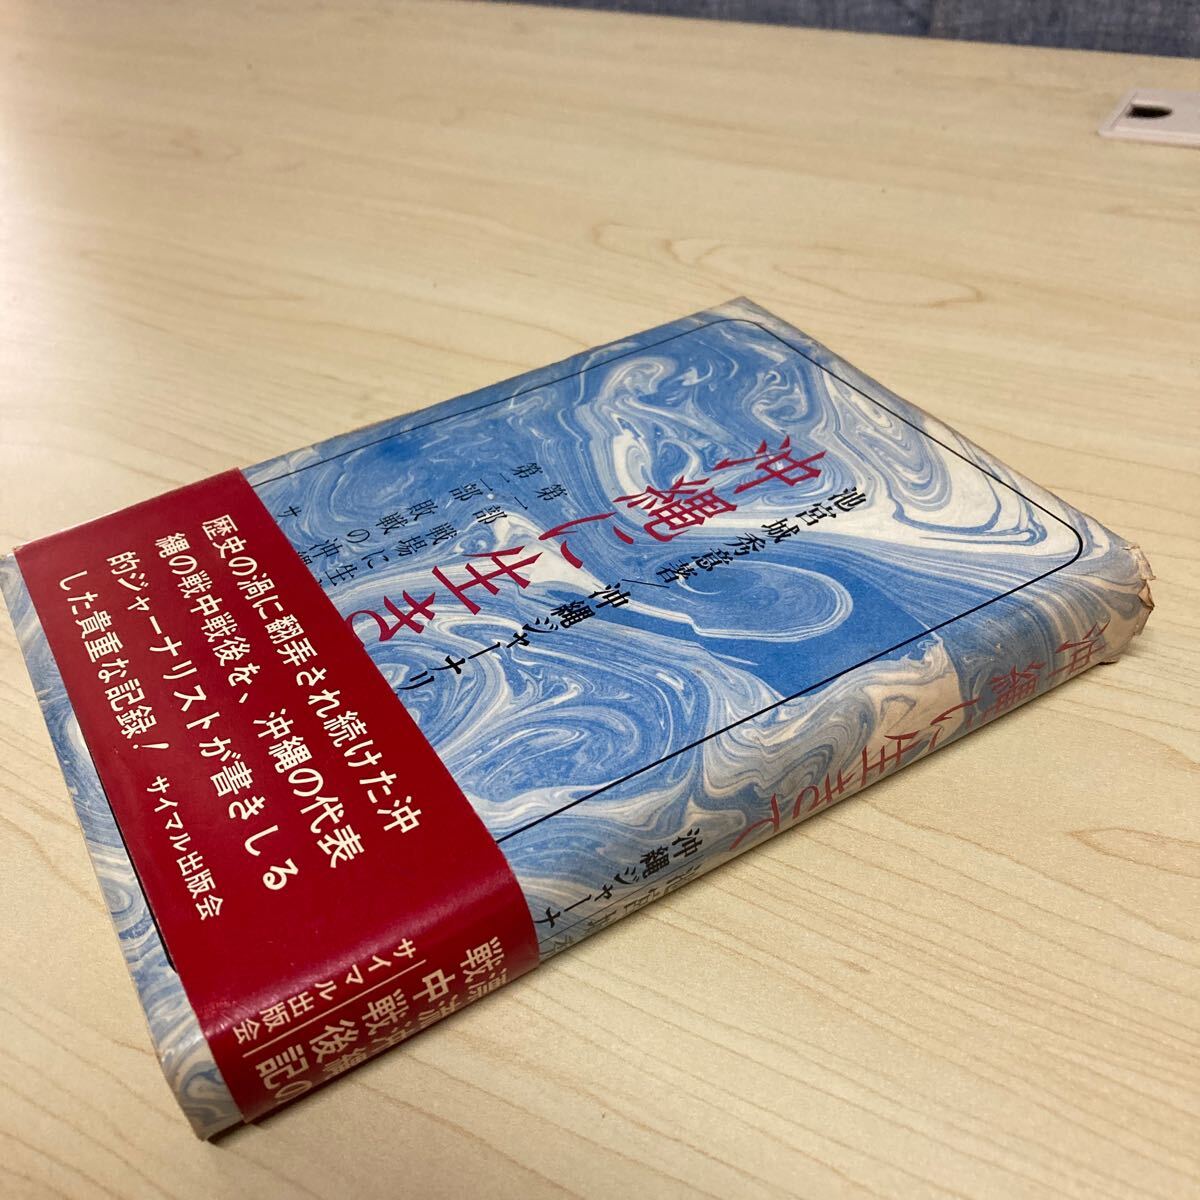 沖縄に生き
池宮城秀意著/沖縄ジャーナリ
第一部 戦場に生
第二部 敗戦の沖縄
サ
歴史の渦に翻弄され続けた沖
縄の戦中戦後を、沖縄の代表
的ジャーナリストが書きしる
した貴重な記録!
サイマル出版会
沖縄に生きて
沖縄ジャーナ
戦中戦後記の
サイマル出版会